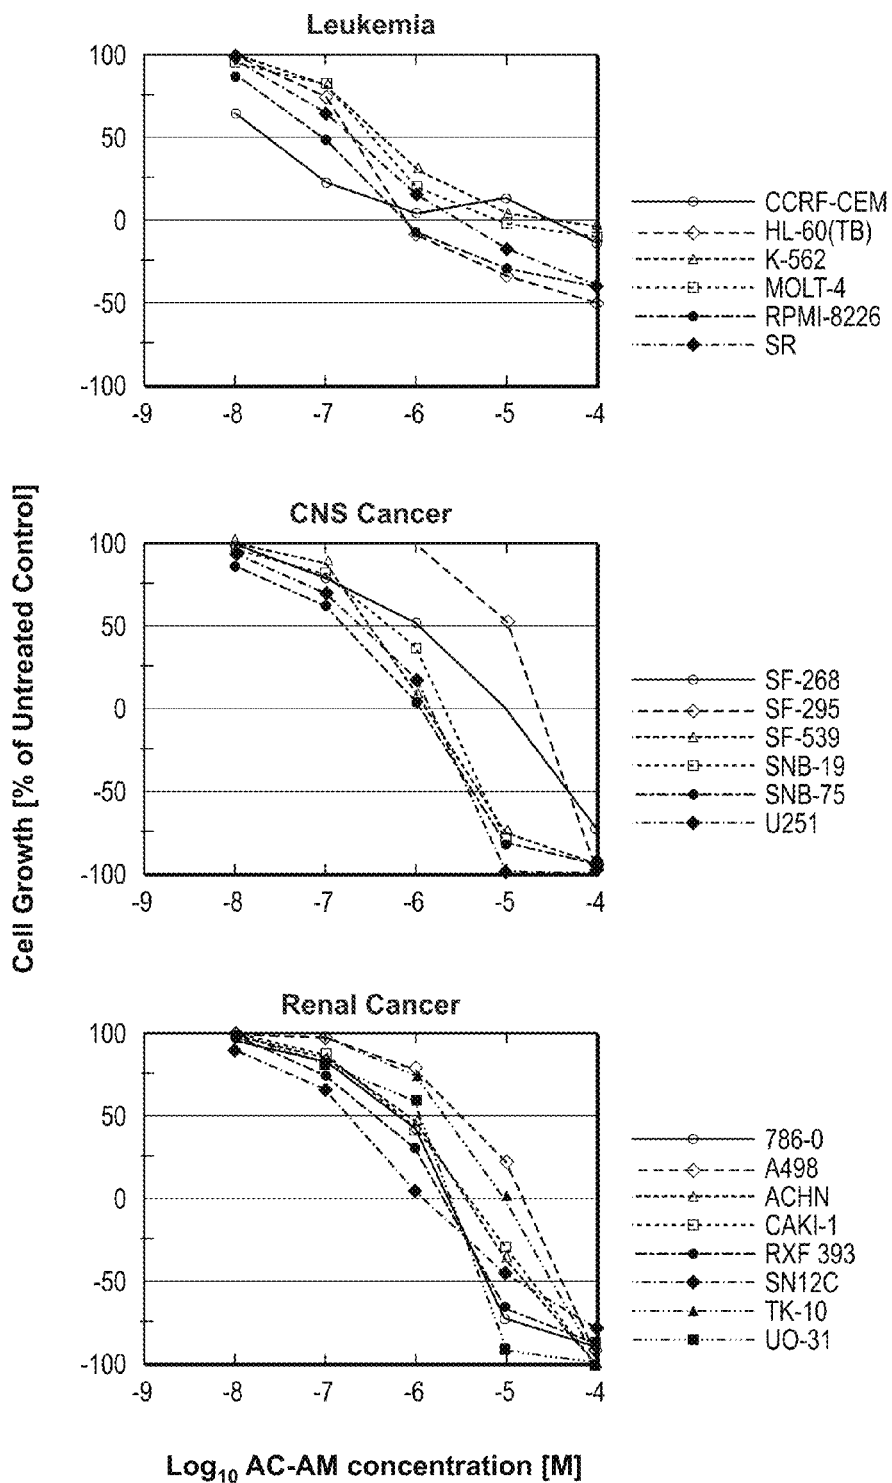 Leukemia
100
50
0
-50
-100
-9 -8 -7 -6 -5 -4
CCRF-CEM
HL-60(TB)
K-562
MOLT-4
RPMI-8226
SR
Cell Growth [% of Untreated Control]
CNS Cancer
100
50
0
-50
-100
-9 -8 -7 -6 -5 -4
SF-268
SF-295
SF-539
SNB-19
SNB-75
U251
Renal Cancer
100
50
0
-50
-100
-9 -8 -7 -6 -5 -4
786-0
A498
ACHN
CAKI-1
RXF 393
SN12C
TK-10
UO-31
Log₁₀ AC-AM concentration [M]